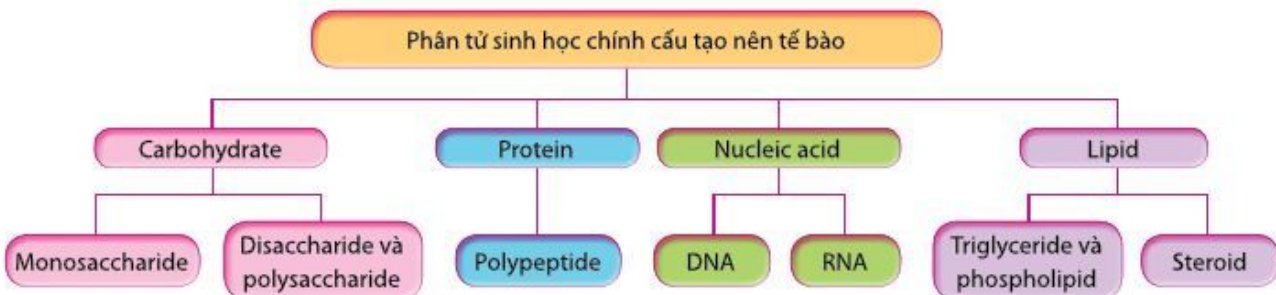 Phân tử sinh học chính cấu tạo nên tế bào
Carbohydrate
Protein
Nucleic acid
Lipid
Monosaccharide
Disaccharide và
polysaccharide
Polypeptide
DNA
RNA
Triglyceride và
phospholipid
Steroid